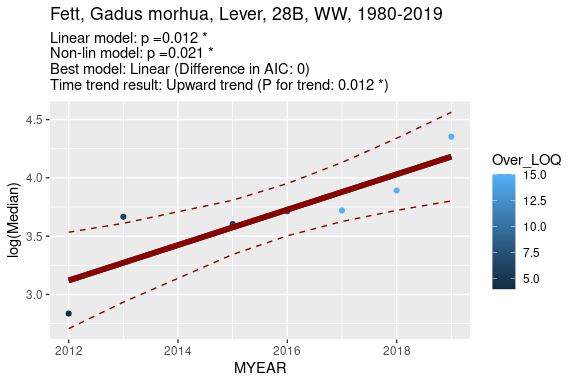 Fett, Gadus morhua, Lever, 28B, WW, 1980-2019
Linear model: p =0.012 *
Non-lin model: p =0.021 *
Best model: Linear (Difference in AIC: 0)
Time trend result: Upward trend (P for trend: 0.012 *)
4.5
4.0
3.5
3.0
log(Median)
2012
2014
2016
2018
MYEAR
Over_LOQ
15.0
12.5
10.0
7.5
5.0